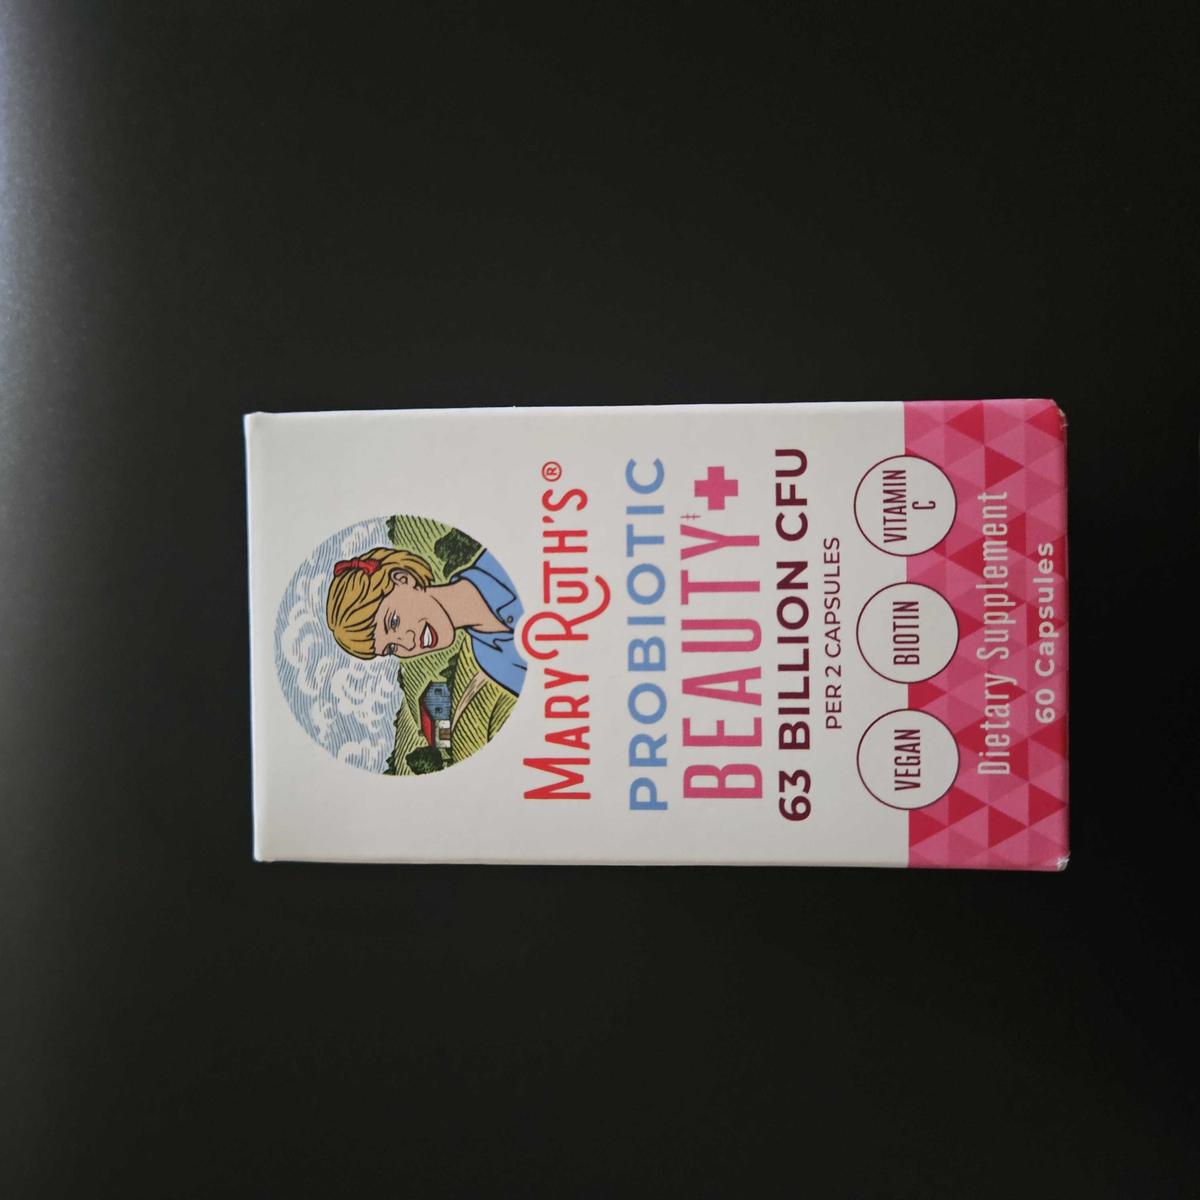 MARYRUTH'S®
PROBIOTIC
BEAUTY‡+
63 BILLION CFU
PER 2 CAPSULES
VEGAN
BIOTIN
VITAMIN
C
Dietary Supplement
60 Capsules